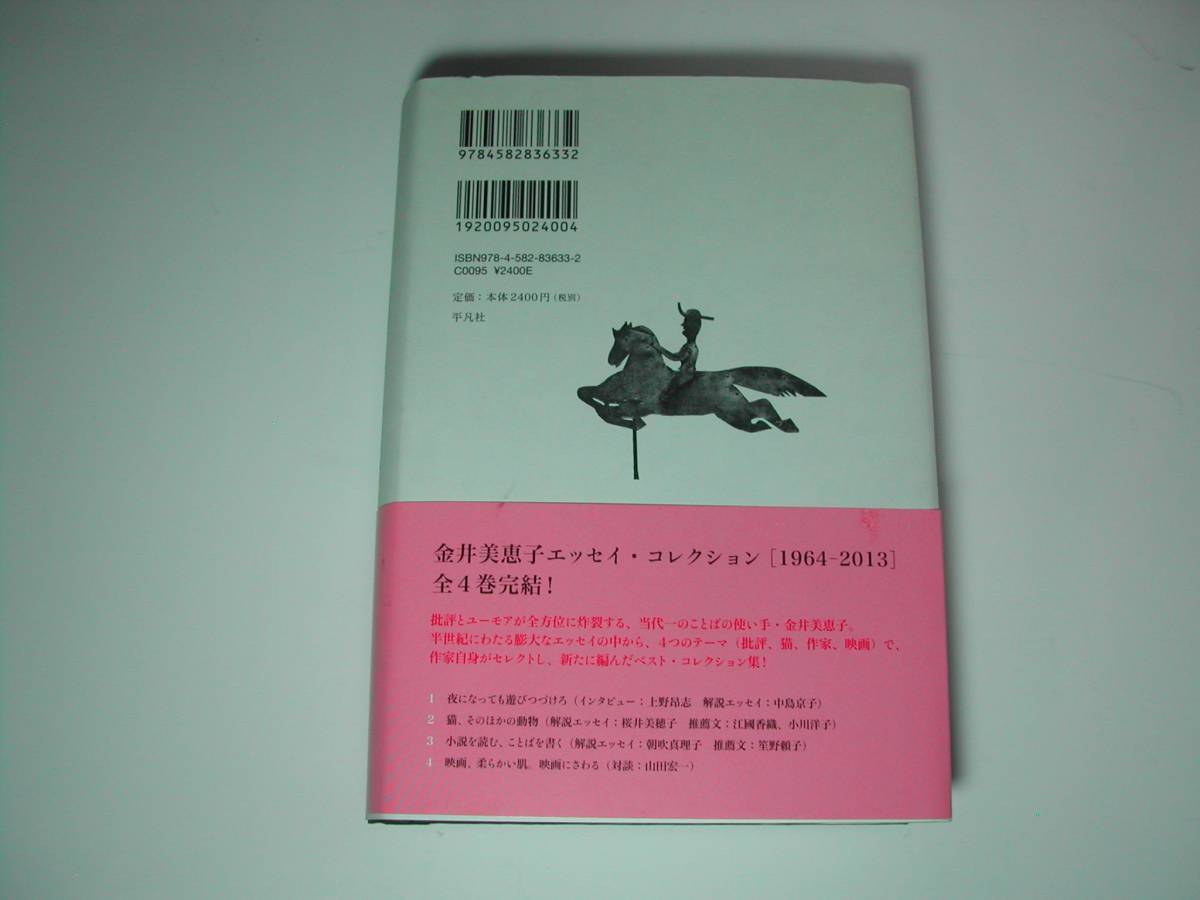 9784582836332
1920095024004
ISBN978-4-582-83633-2
C0095 ¥2400E
定価：本体2400円（税別）
平凡社
金井美恵子エッセイ・コレクション［1964-2013］
全4巻完結！
批評とユーモアが全方位に炸裂する、当代一のことばの使い手・金井美恵子。
半世紀にわたる膨大なエッセイの中から、4つのテーマ（批評、猫、作家、映画）で、
作家自身がセレクトし、新たに編んだベスト・コレクション集！
1 夜になっても遊びつづけろ（インタビュー：上野昂志 解説エッセイ：中島京子）
2 猫、そのほかの動物（解説エッセイ：桜井美穂子 推薦文：江國香織、小川洋子）
3 小説を読む、ことばを書く（解説エッセイ：朝吹真理子 推薦文：笙野頼子）
4 映画、柔らかい肌。映画にさわる（対談：山田宏一）